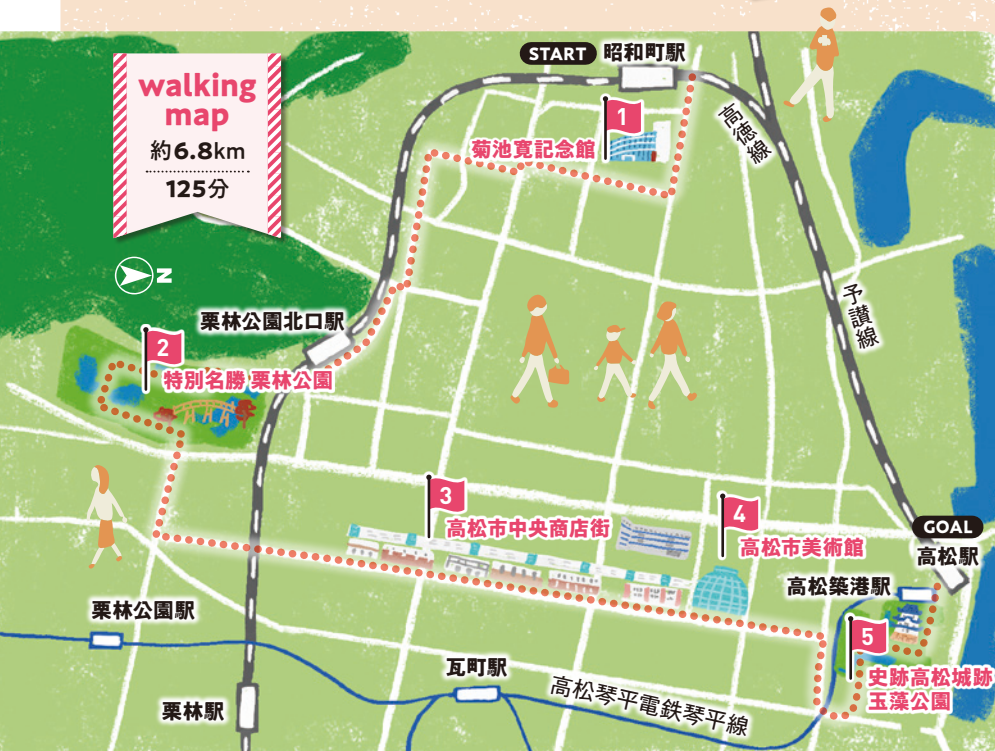 walking
map
約6.8km
125分
N
START 昭和町駅
1
菊池寛記念館
高徳線
予讃線
栗林公園北口駅
2
特別名勝 栗林公園
3
高松市中央商店街
4
高松市美術館
GOAL
高松駅
高松築港駅
5
史跡高松城跡
玉藻公園
栗林公園駅
瓦町駅
高松琴平電鉄琴平線
栗林駅